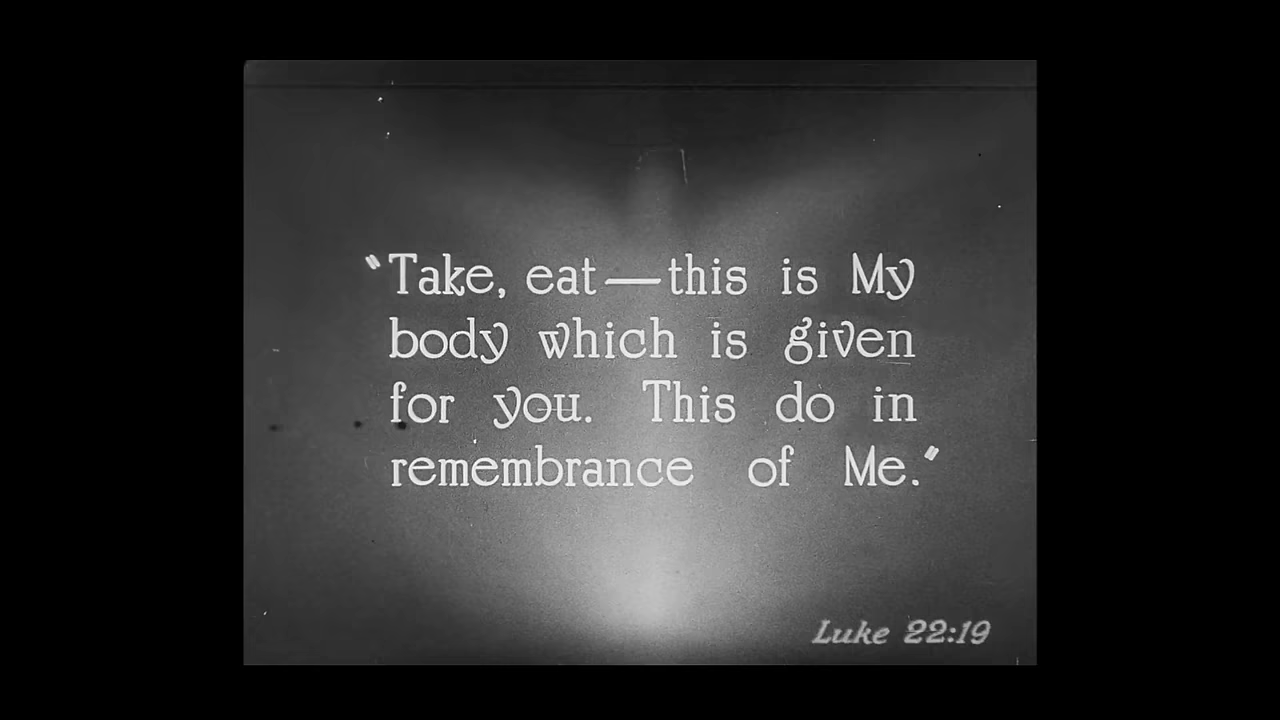 “Take, eat—this is My
body which is given
for you. This do in
remembrance of Me.”
Luke 22:19